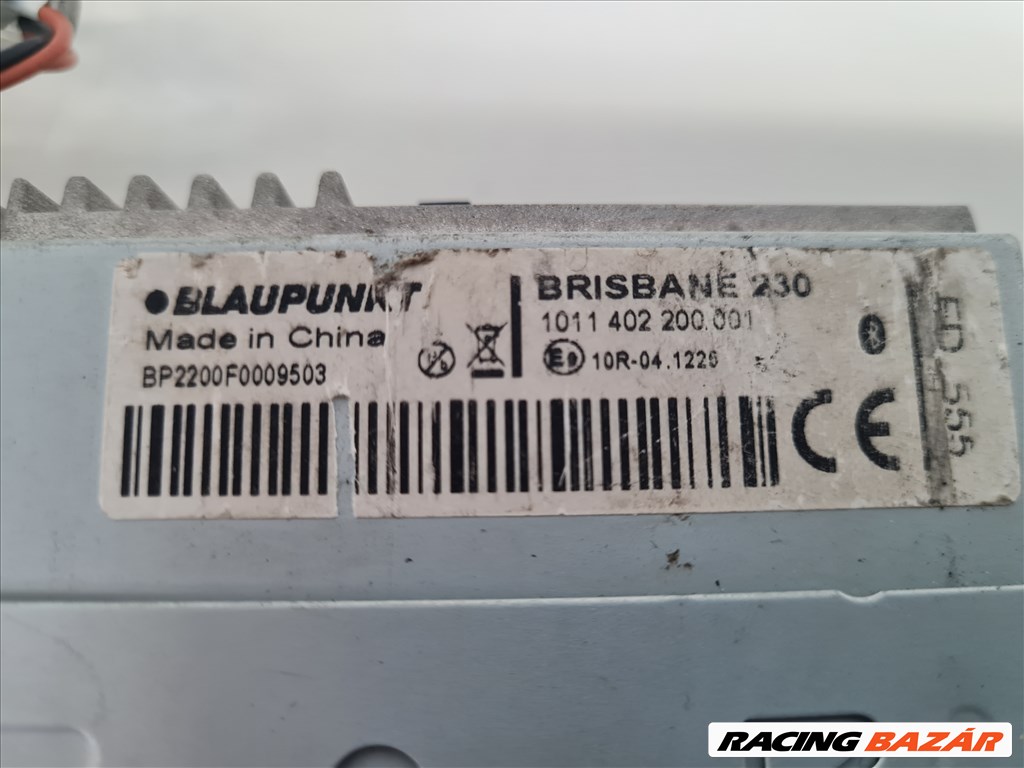 BLAUPUNKT
Made in China
BP2200F0009503
BRISBANE 230
1011 402 200.001
E9 10R-04.1226
CE
ED 555
RACING BAZÁR